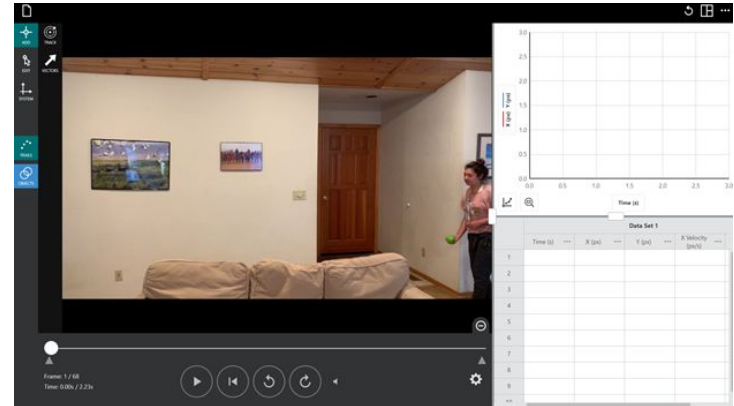 ADD
TRACK
EDIT
VECTORS
SYSTEM
TRAILS
OBJECTS
Frame: 1 / 68
Time: 0.00s / 2.23s
X (px) Y (px)
3.0
2.5
2.0
1.5
1.0
0.5
0.0
0.0 0.5 1.0 1.5 2.0 2.5 3.0
Time (s)
Data Set 1
Time (s) ••• X (px) ••• Y (px) ••• X Velocity (px/s) •••
1
2
3
4
5
6
7
8
9
10